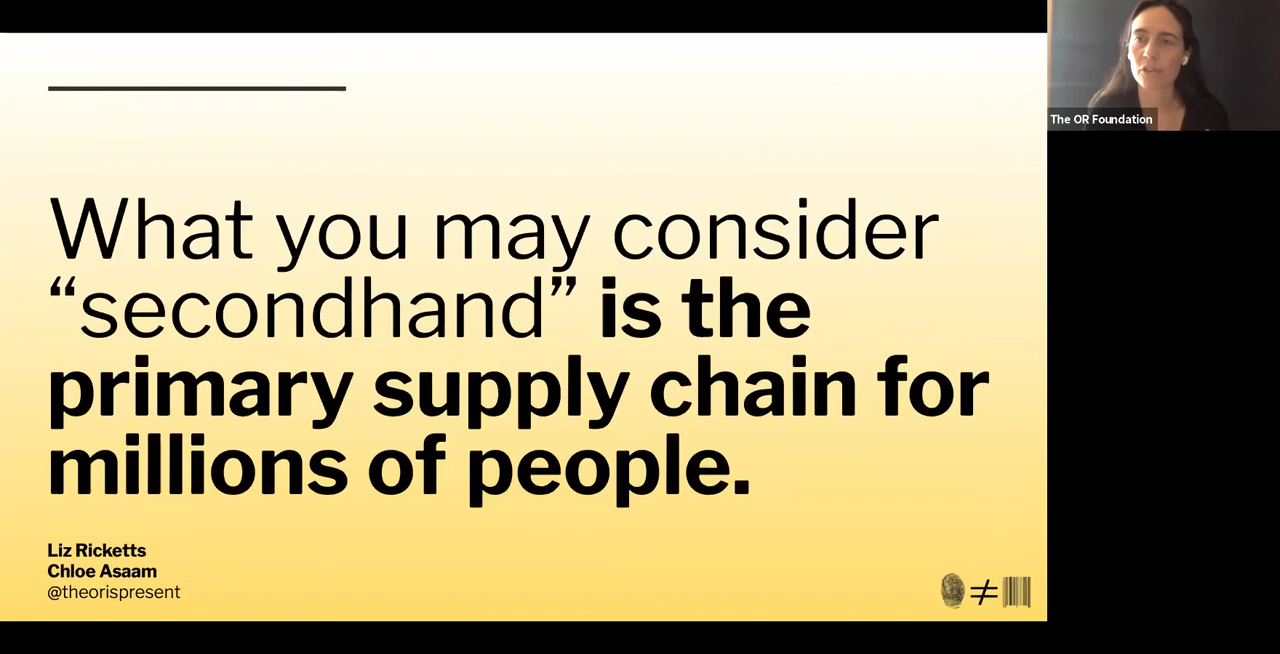 What you may consider
“secondhand” is the
primary supply chain for
millions of people.
Liz Ricketts
Chloe Asaam
@theorispresent
The OR Foundation